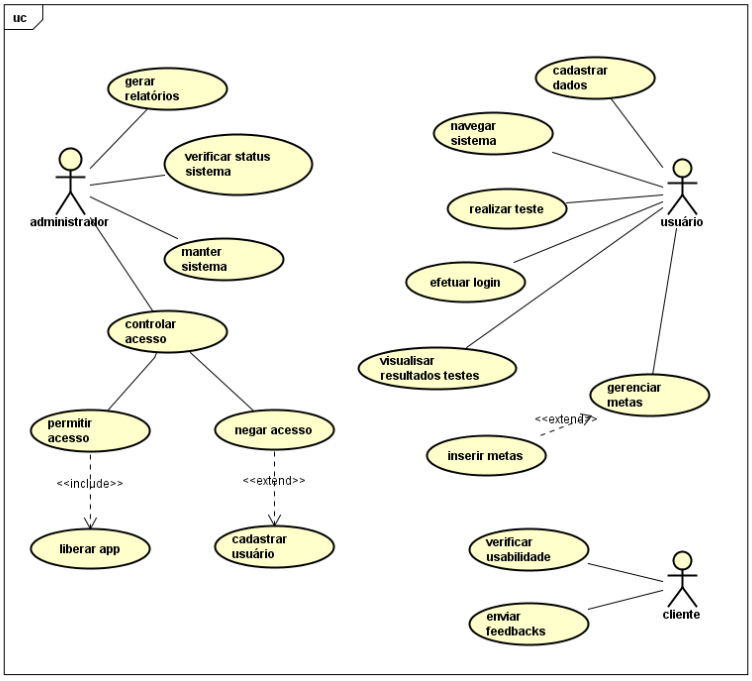 uc
gerar
relatórios
verificar status
sistema
administrador
manter
sistema
controlar
acesso
permitir
acesso
negar acesso
<<include>>
<<extend>>
liberar app
cadastrar
usuário
cadastrar
dados
navegar
sistema
realizar teste
usuário
efetuar login
visualisar
resultados testes
gerenciar
metas
<<extend>>
inserir metas
verificar
usabilidade
enviar
feedbacks
cliente